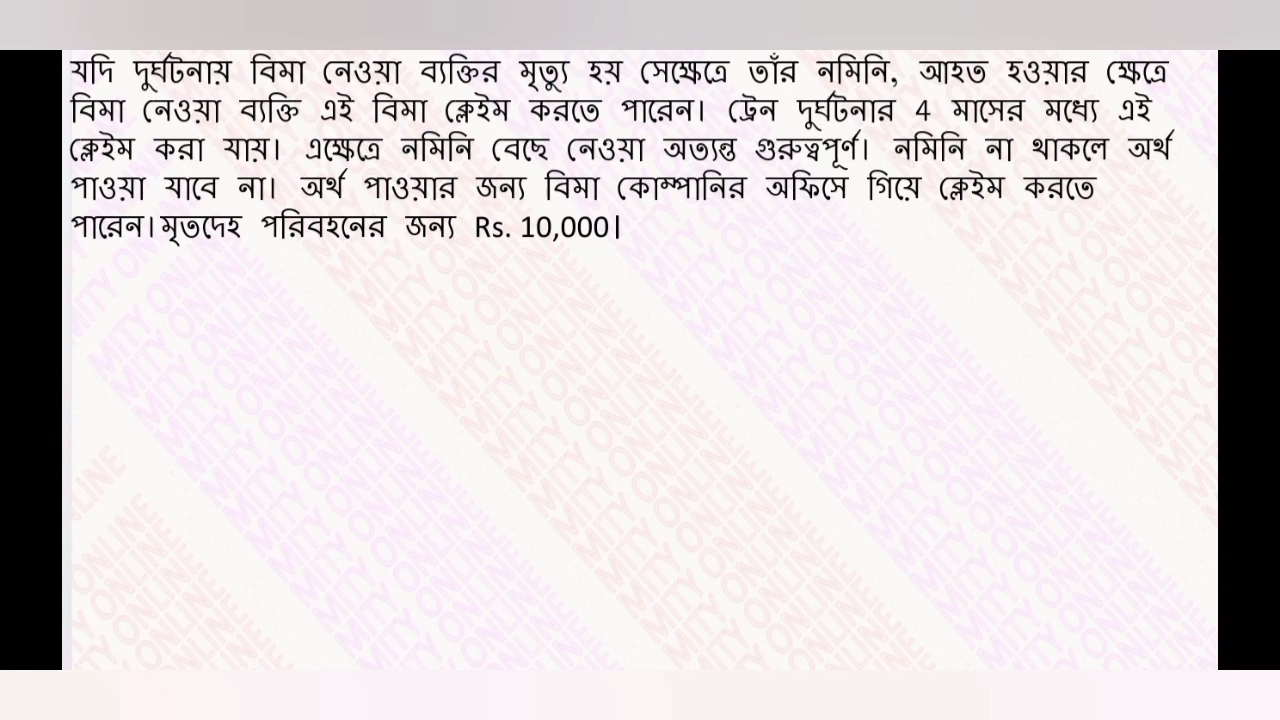 যদি দুর্ঘটনায় বিমা নেওয়া ব্যক্তির মৃত্যু হয় সেক্ষেত্রে তাঁর নমিনি, আহত হওয়ার ক্ষেত্রে
বিমা নেওয়া ব্যক্তি এই বিমা ক্লেইম করতে পারেন। ট্রেন দুর্ঘটনার 4 মাসের মধ্যে এই
ক্লেইম করা যায়। এক্ষেত্রে নমিনি বেছে নেওয়া অত্যন্ত গুরুত্বপূর্ণ। নমিনি না থাকলে অর্থ
পাওয়া যাবে না। অর্থ পাওয়ার জন্য বিমা কোম্পানির অফিসে গিয়ে ক্লেইম করতে
পারেন। মৃতদেহ পরিবহনের জন্য Rs. 10,000।